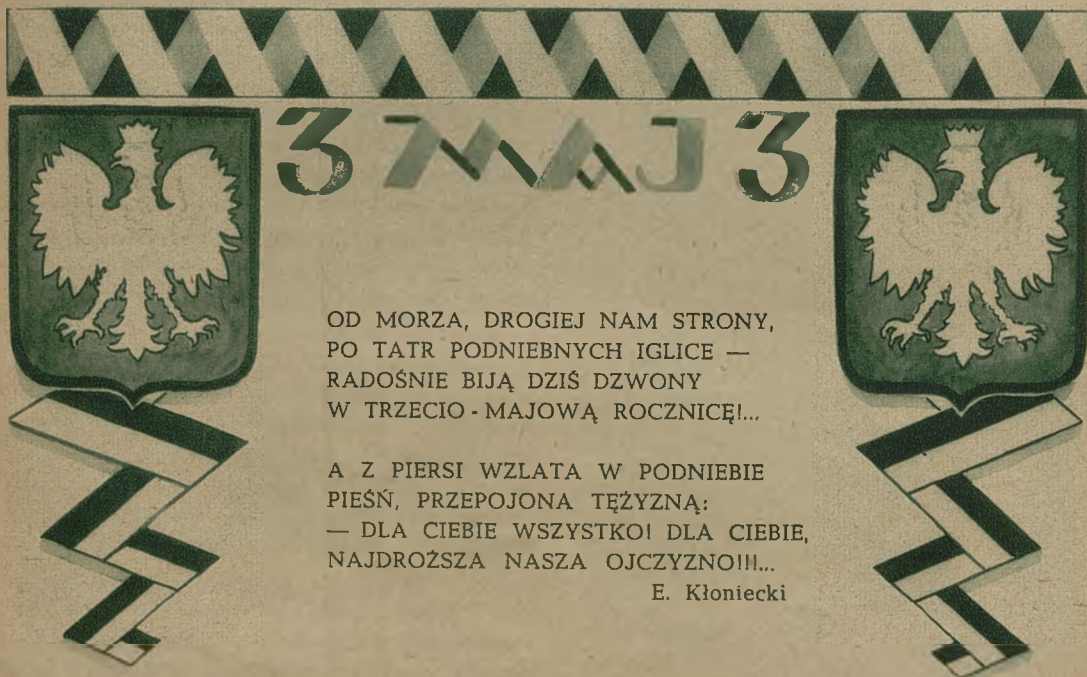 3 MAJ 3
OD MORZA, DROGIEJ NAM STRONY,
PO TATR PODNIEBNYCH IGLICE —
RADOŚNIE BIJĄ DZIŚ DZWONY
W TRZECIO - MAJOWĄ ROCZNICĘ!...
A Z PIERSI WZLATA W PODNIEBIE
PIEŚŃ, PRZEPOJONA TĘŻYZNĄ:
— DLA CIEBIE WSZYSTKO! DLA CIEBIE,
NAJDROŻSZA NASZA OJCZYZNO!!!...
E. Kłoniecki